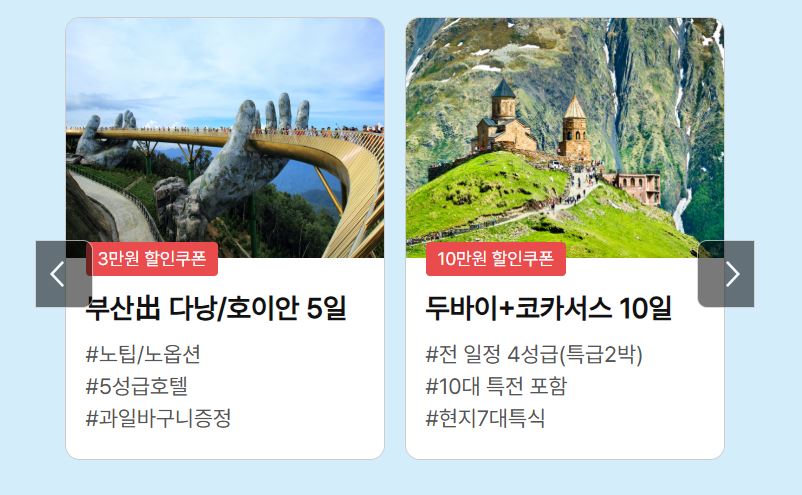 3만원 할인쿠폰
부산出 다낭/호이안 5일
#노팁/노옵션
#5성급호텔
#과일바구니증정
10만원 할인쿠폰
두바이+코카서스 10일
#전 일정 4성급(특급2박)
#10대 특전 포함
#현지7대특식